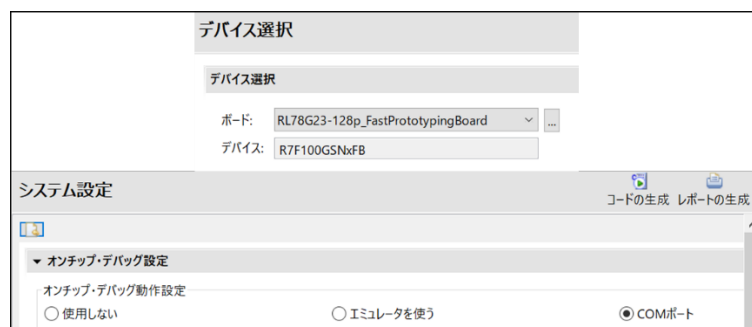 デバイス選択
デバイス選択
ボード: RL78G23-128p_FastPrototypingBoard ...
デバイス: R7F100GSNxFB
システム設定
コードの生成 レポートの生成
オンチップ・デバッグ設定
オンチップ・デバッグ動作設定
使用しない エミュレータを使う COMポート